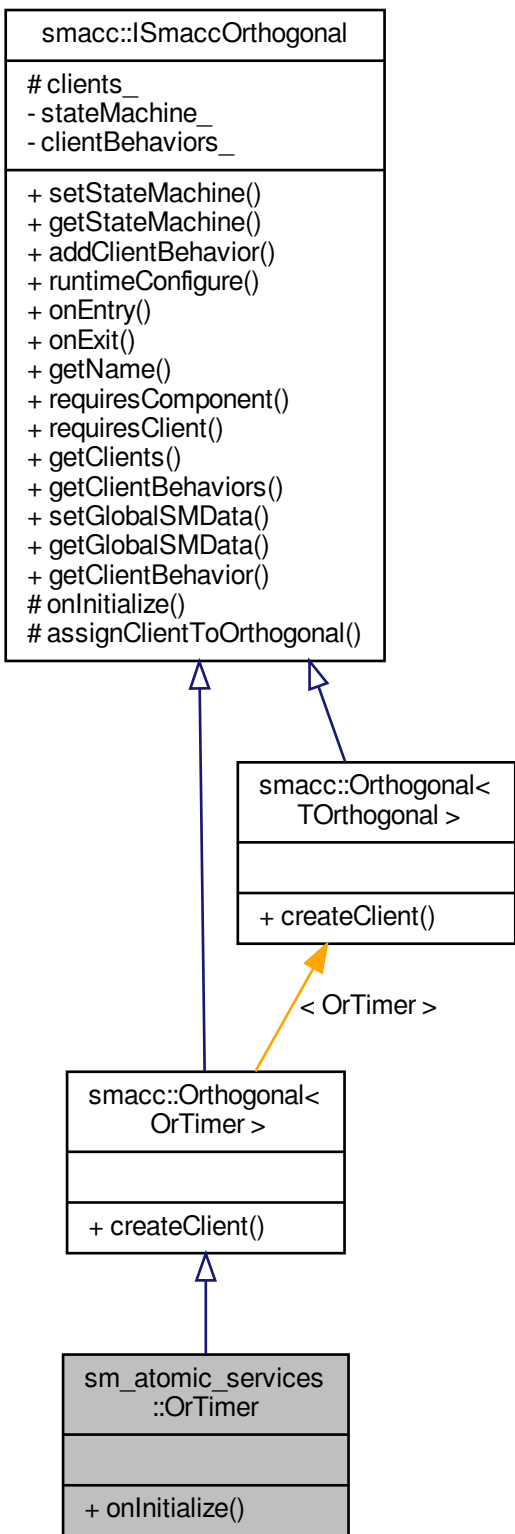 smacc::ISmaccOrthogonal
# clients_
- stateMachine_
- clientBehaviors_
+ setStateMachine()
+ getStateMachine()
+ addClientBehavior()
+ runtimeConfigure()
+ onEntry()
+ onExit()
+ getName()
+ requiresComponent()
+ requiresClient()
+ getClients()
+ getClientBehaviors()
+ setGlobalSMData()
+ getGlobalSMData()
+ getClientBehavior()
# onInitialize()
# assignClientToOrthogonal()
smacc::Orthogonal<
TOrthogonal >
+ createClient()
< OrTimer >
smacc::Orthogonal<
OrTimer >
+ createClient()
sm_atomic_services
::OrTimer
+ onInitialize()